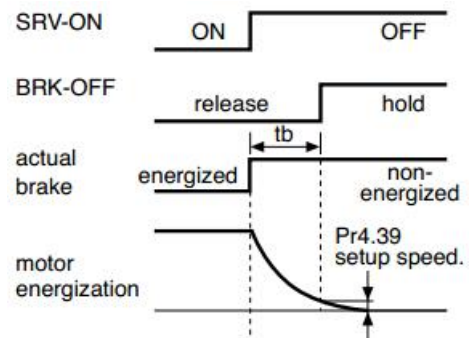 SRV-ON
ON
OFF
BRK-OFF
release
hold
tb
actual
brake
energized
non-
energized
Pr4.39
setup speed.
motor
energization